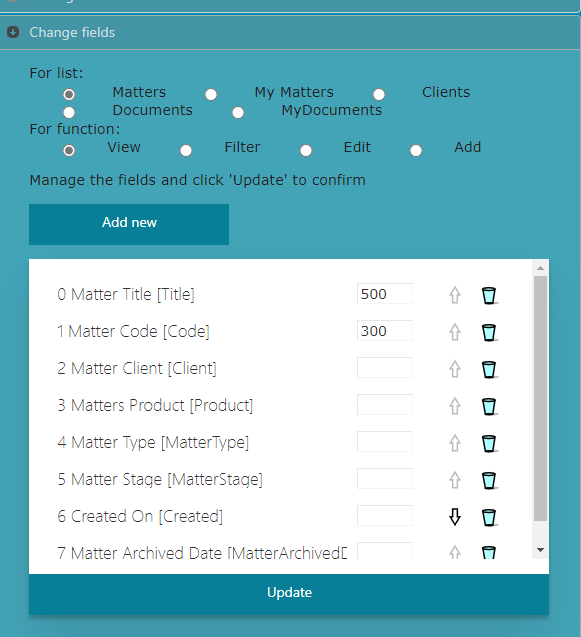 Change fields
For list:
Matters My Matters Clients
Documents MyDocuments
For function:
View Filter Edit Add
Manage the fields and click 'Update' to confirm
Add new
0 Matter Title [Title] 500
1 Matter Code [Code] 300
2 Matter Client [Client]
3 Matters Product [Product]
4 Matter Type [MatterType]
5 Matter Stage [MatterStage]
6 Created On [Created]
7 Matter Archived Date [MatterArchived
Update